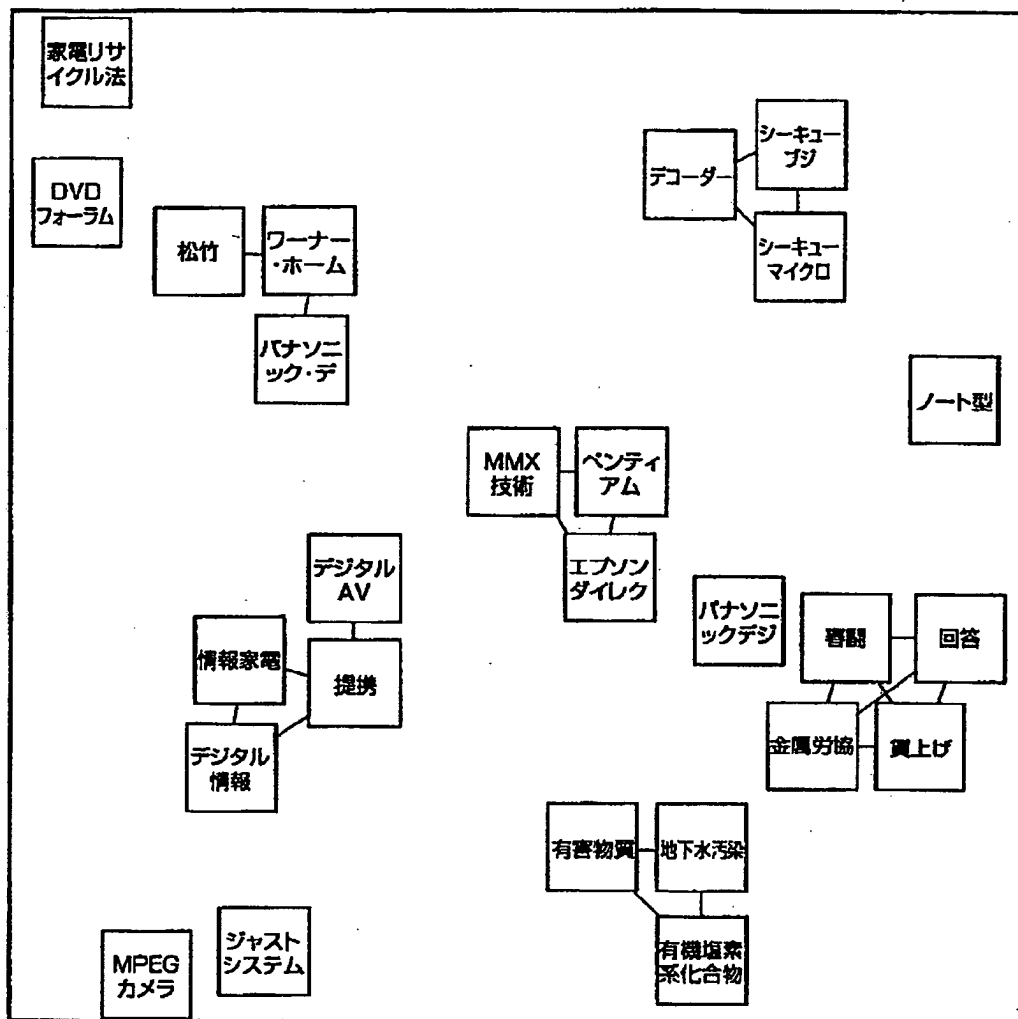 家電リサ
イクル法
DVD
フォーラム
松竹
ワーナー
・ホーム
パナソニ
ック・デ
デコーダー
シーキュー
ブジ
シーキュー
マイクロ
ノート型
MMX
技術
ペンティ
アム
エプソン
ダイレク
デジタル
AV
情報家電
提携
デジタル
情報
パナソニ
ックデジ
春闘
回答
金属労協
賃上げ
有害物質
地下水汚染
有機塩素
系化合物
MPEG
カメラ
ジャスト
システム